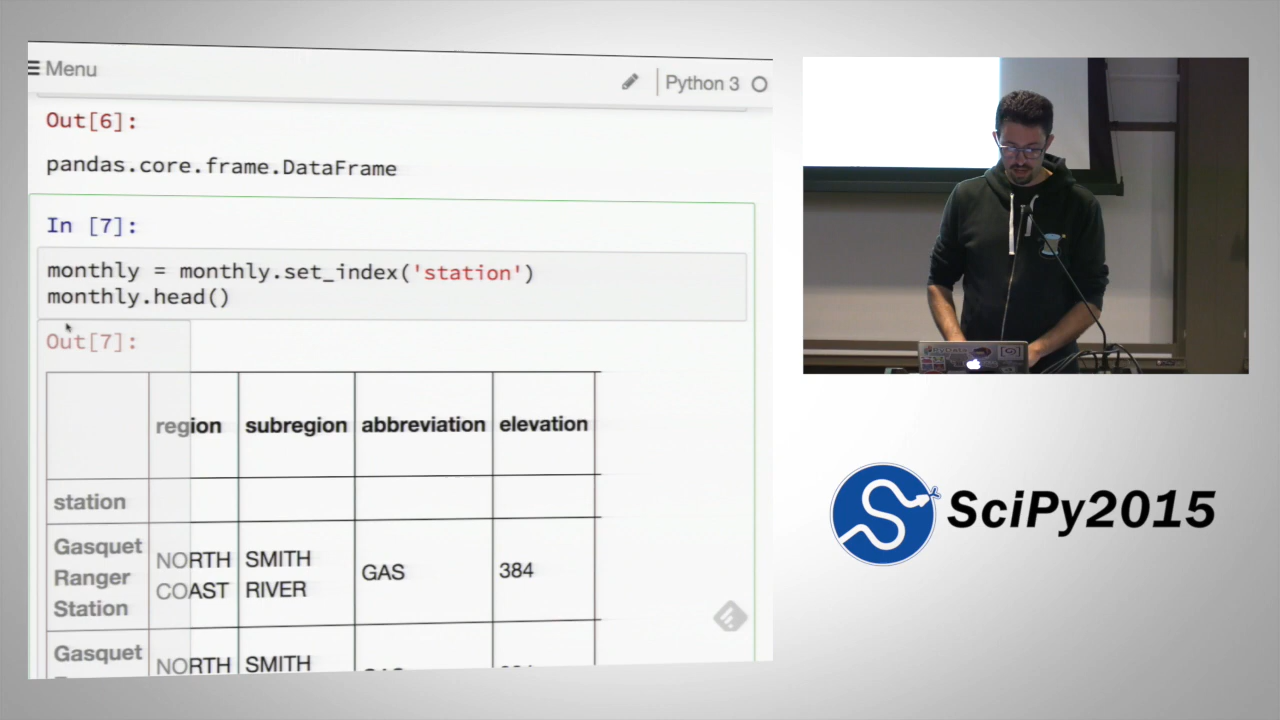 Menu
Python 3
Out[6]:
pandas.core.frame.DataFrame
In [7]:
monthly = monthly.set_index('station')
monthly.head()
Out[7]:
region subregion abbreviation elevation
station
Gasquet Ranger Station NORTH COAST SMITH RIVER GAS 384
Gasquet NORTH SMITH
SciPy2015